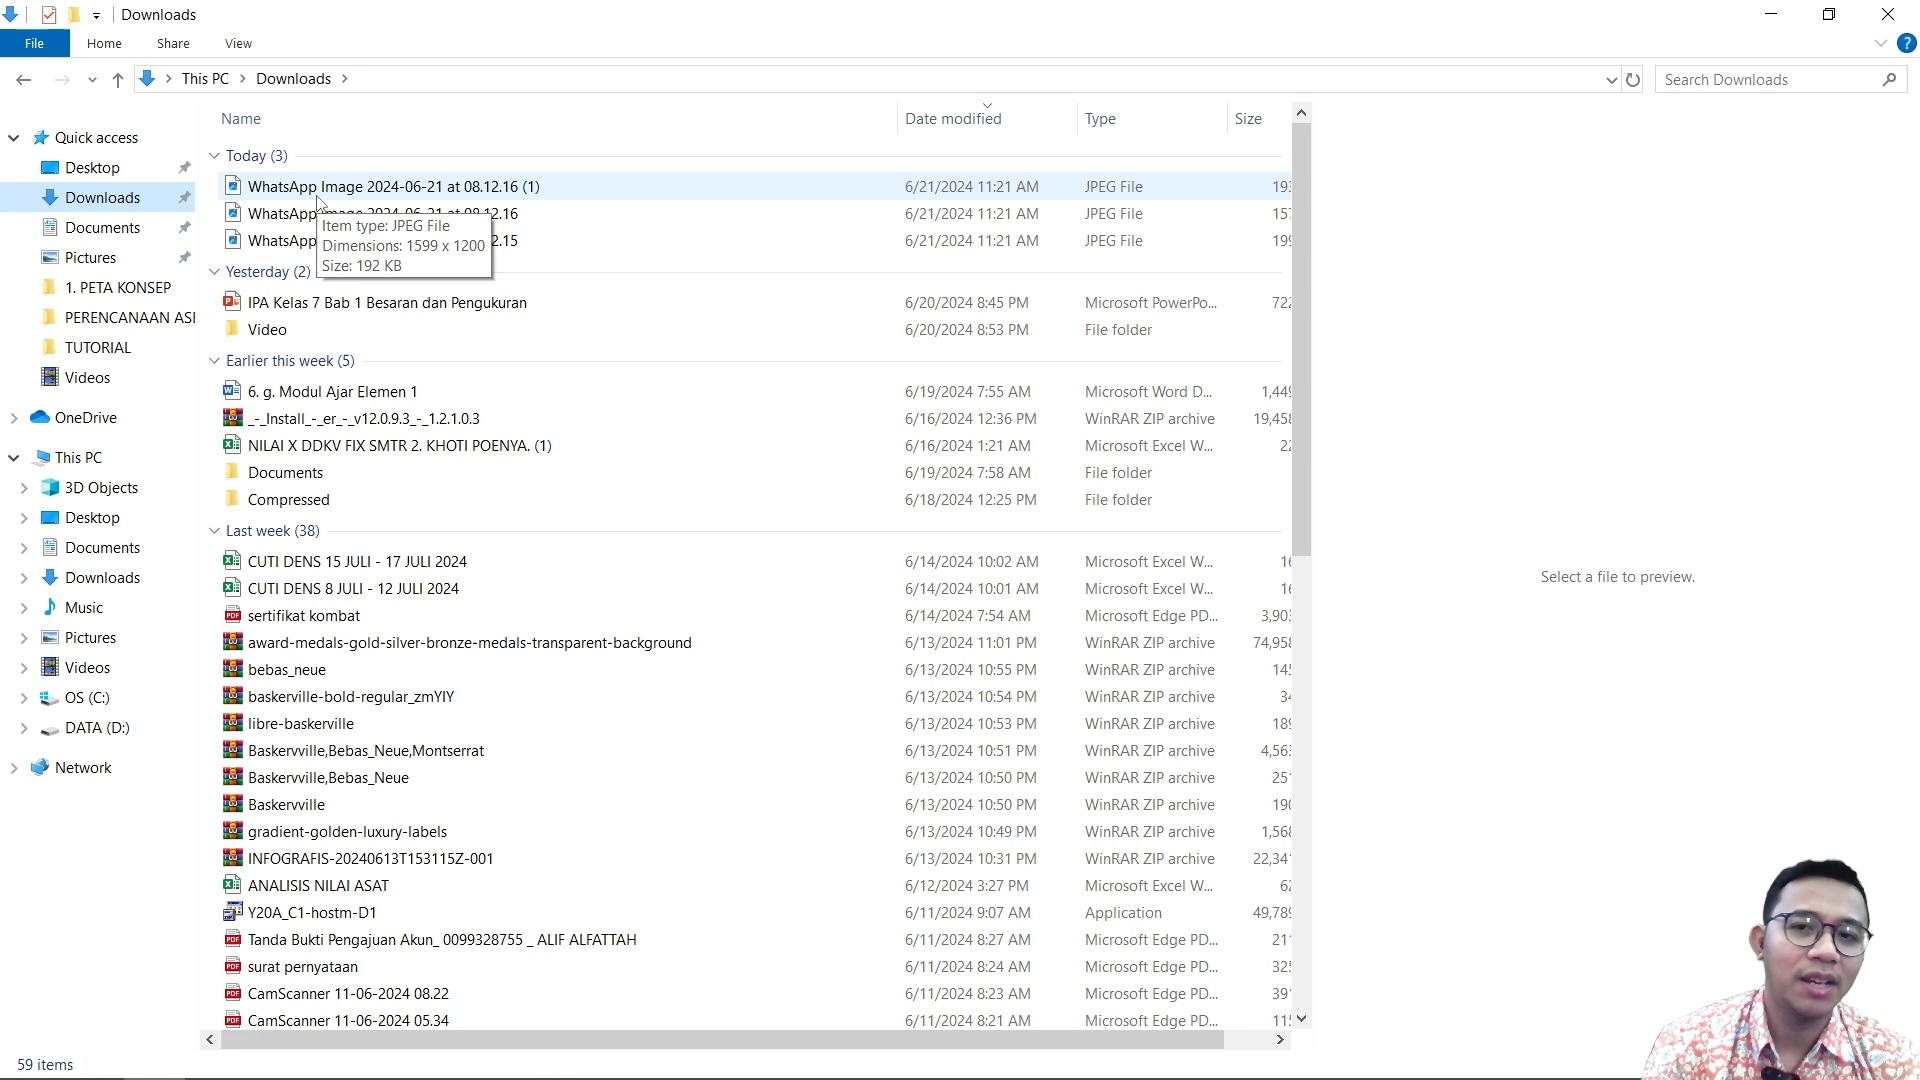 Downloads
File Home Share View
This PC Downloads Search Downloads
Name Date modified Type Size
Quick access
Desktop
Downloads
Documents
Pictures
1. PETA KONSEP
PERENCANAAN ASI
TUTORIAL
Videos
OneDrive
This PC
3D Objects
Desktop
Documents
Downloads
Music
Pictures
Videos
OS (C:)
DATA (D:)
Network
Today (3)
WhatsApp Image 2024-06-21 at 08.12.16 (1) 6/21/2024 11:21 AM JPEG File
WhatsApp Image 2024-06-21 at 08.12.16 6/21/2024 11:21 AM JPEG File
WhatsApp 2.15 6/21/2024 11:21 AM JPEG File
Item type: JPEG File
Dimensions: 1599 x 1200
Size: 192 KB
Yesterday (2)
IPA Kelas 7 Bab 1 Besaran dan Pengukuran 6/20/2024 8:45 PM Microsoft PowerPo...
Video 6/20/2024 8:53 PM File folder
Earlier this week (5)
6. g. Modul Ajar Elemen 1 6/19/2024 7:55 AM Microsoft Word D...
_-_Install_-_er_-_v12.0.9.3_-_1.2.1.0.3 6/16/2024 12:36 PM WinRAR ZIP archive
NILAI X DDKV FIX SMTR 2. KHOTI POENYA. (1) 6/16/2024 1:21 AM Microsoft Excel W...
Documents 6/19/2024 7:58 AM File folder
Compressed 6/18/2024 12:25 PM File folder
Last week (38)
CUTI DENS 15 JULI - 17 JULI 2024 6/14/2024 10:02 AM Microsoft Excel W...
CUTI DENS 8 JULI - 12 JULI 2024 6/14/2024 10:01 AM Microsoft Excel W...
sertifikat kombat 6/14/2024 7:54 AM Microsoft Edge PD...
award-medals-gold-silver-bronze-medals-transparent-background 6/13/2024 11:01 PM WinRAR ZIP archive
bebas_neue 6/13/2024 10:55 PM WinRAR ZIP archive
baskerville-bold-regular_zmYIY 6/13/2024 10:54 PM WinRAR ZIP archive
libre-baskerville 6/13/2024 10:53 PM WinRAR ZIP archive
Baskervville,Bebas_Neue,Montserrat 6/13/2024 10:51 PM WinRAR ZIP archive
Baskervville,Bebas_Neue 6/13/2024 10:50 PM WinRAR ZIP archive
Baskervville 6/13/2024 10:50 PM WinRAR ZIP archive
gradient-golden-luxury-labels 6/13/2024 10:49 PM WinRAR ZIP archive
INFOGRAFIS-20240613T153115Z-001 6/13/2024 10:31 PM WinRAR ZIP archive
ANALISIS NILAI ASAT 6/12/2024 3:27 PM Microsoft Excel W...
Y20A_C1-hostm-D1 6/11/2024 9:07 AM Application
Tanda Bukti Pengajuan Akun_ 0099328755 _ ALIF ALFATTAH 6/11/2024 8:27 AM Microsoft Edge PD...
surat pernyataan 6/11/2024 8:24 AM Microsoft Edge PD...
CamScanner 11-06-2024 08.22 6/11/2024 8:23 AM Microsoft Edge PD...
CamScanner 11-06-2024 05.34 6/11/2024 8:21 AM Microsoft Edge PD...
Select a file to preview.
59 items